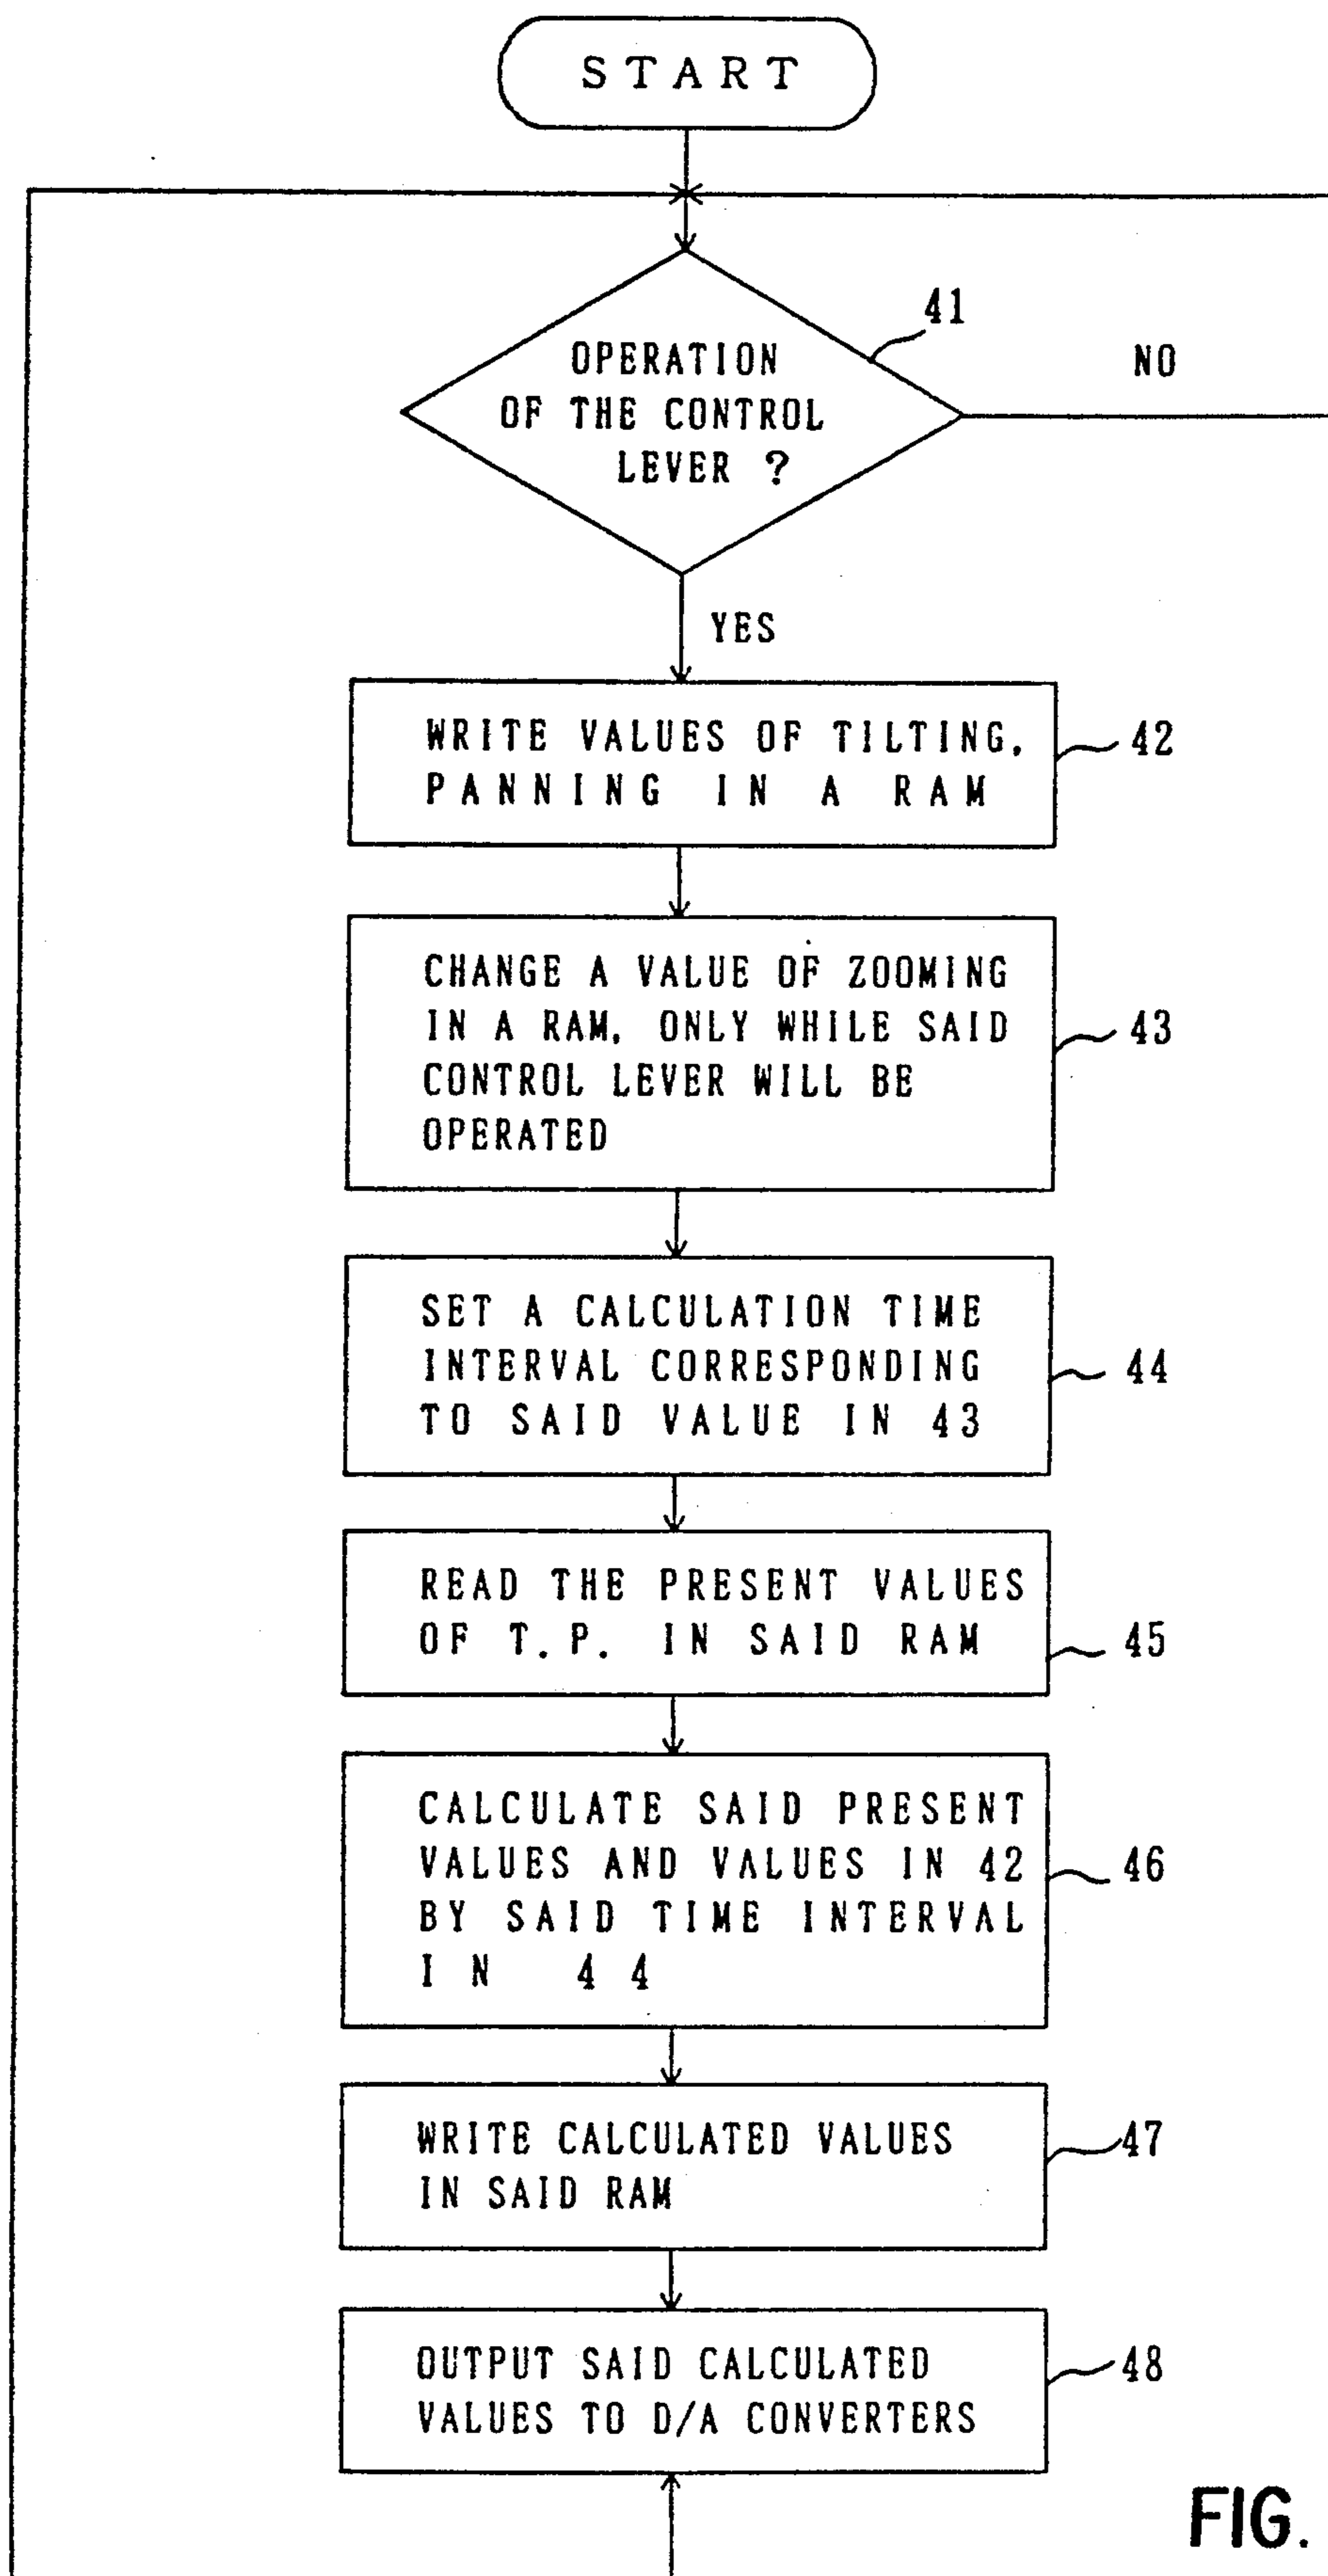 START
41
OPERATION
OF THE CONTROL
LEVER ?
NO
YES
WRITE VALUES OF TILTING,
PANNING IN A RAM
42
CHANGE A VALUE OF ZOOMING
IN A RAM, ONLY WHILE SAID
CONTROL LEVER WILL BE
OPERATED
43
SET A CALCULATION TIME
INTERVAL CORRESPONDING
TO SAID VALUE IN 43
44
READ THE PRESENT VALUES
OF T.P. IN SAID RAM
45
CALCULATE SAID PRESENT
VALUES AND VALUES IN 42
BY SAID TIME INTERVAL
IN 44
46
WRITE CALCULATED VALUES
IN SAID RAM
47
OUTPUT SAID CALCULATED
VALUES TO D/A CONVERTERS
48
FIG.